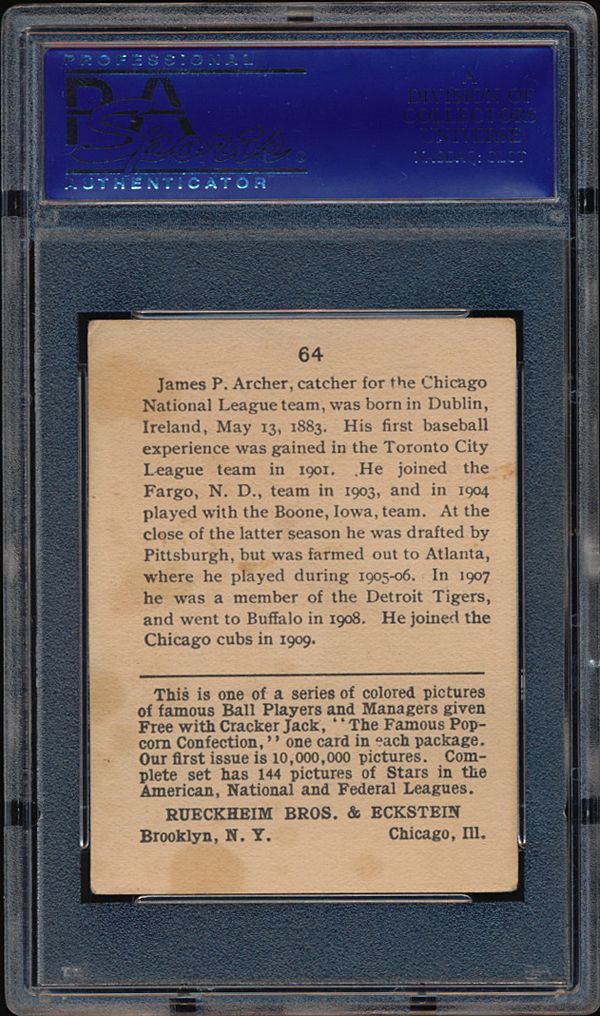 PROFESSIONAL
PSA
Sports
AUTHENTICATOR
A
DIVISION OF
COLLECTORS
UNIVERSE
NASDAQ: CLCT
64
James P. Archer, catcher for the Chicago
National League team, was born in Dublin,
Ireland, May 13, 1883. His first baseball
experience was gained in the Toronto City
League team in 1901. He joined the
Fargo, N. D., team in 1903, and in 1904
played with the Boone, Iowa, team. At the
close of the latter season he was drafted by
Pittsburgh, but was farmed out to Atlanta,
where he played during 1905-06. In 1907
he was a member of the Detroit Tigers,
and went to Buffalo in 1908. He joined the
Chicago cubs in 1909.
This is one of a series of colored pictures
of famous Ball Players and Managers given
Free with Cracker Jack, "The Famous Pop-
corn Confection," one card in each package.
Our first issue is 10,000,000 pictures. Com-
plete set has 144 pictures of Stars in the
American, National and Federal Leagues.
RUECKHEIM BROS. & ECKSTEIN
Brooklyn, N. Y. Chicago, Ill.